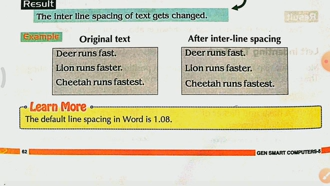 Result
The inter line spacing of text gets changed.
Example
Original text
After inter-line spacing
Deer runs fast.
Lion runs faster.
Cheetah runs fastest.
Deer runs fast.
Lion runs faster.
Cheetah runs fastest.
Learn More
The default line spacing in Word is 1.08.
62
GEN SMART COMPUTERS-5